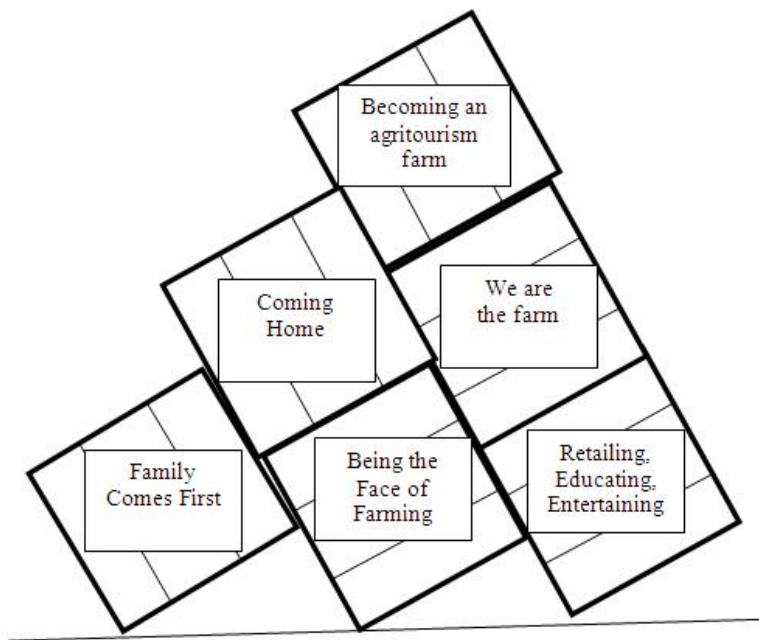 Becoming an
agritourism
farm
Coming
Home
We are
the farm
Family
Comes First
Being the
Face of
Farming
Retailing,
Educating,
Entertaining